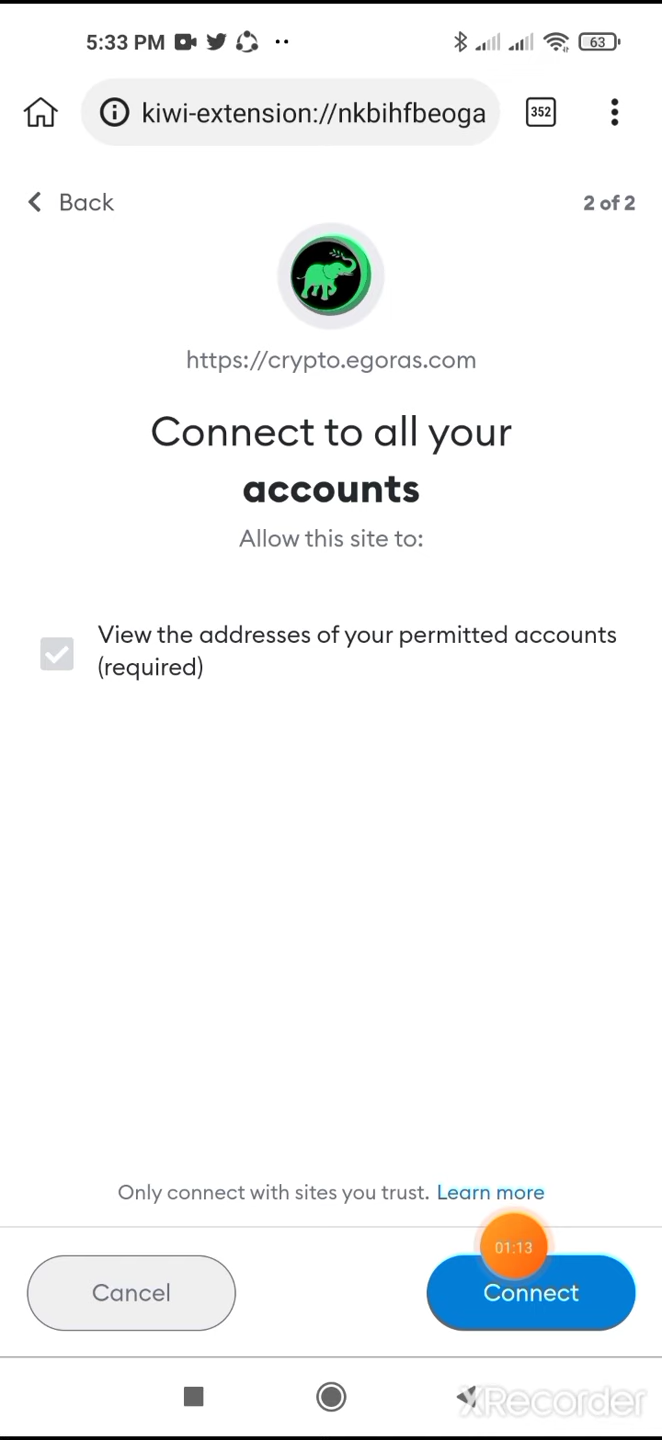 5:33 PM
63
kiwi-extension://nkbihfbeoga
352
Back
2 of 2
https://crypto.egoras.com
Connect to all your
accounts
Allow this site to:
View the addresses of your permitted accounts
(required)
Only connect with sites you trust. Learn more
01:13
Cancel
Connect
XRecorder